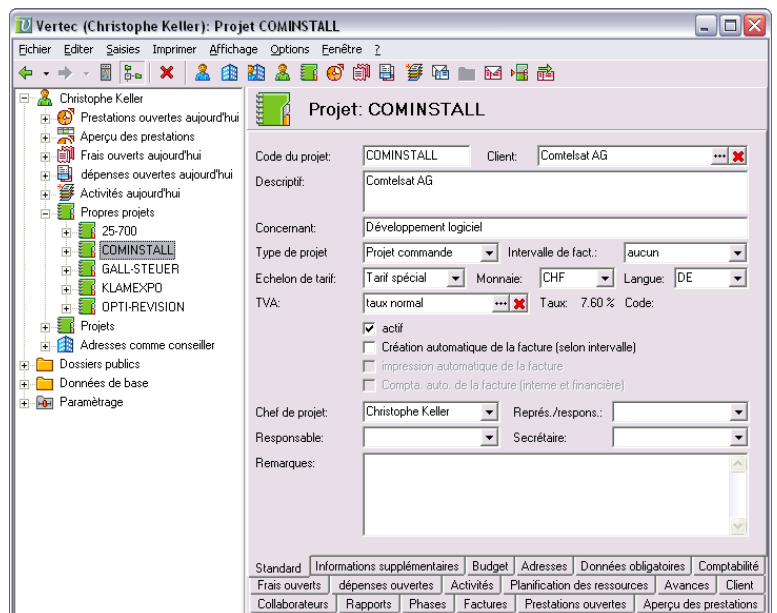 Vertec (Christophe Keller): Projet COMINSTALL
Fichier Editer Saisies Imprimer Affichage Options Fenêtre ?
Christophe Keller
Prestations ouvertes aujourd'hui
Aperçu des prestations
Frais ouverts aujourd'hui
dépenses ouvertes aujourd'hui
Activités aujourd'hui
Propres projets
25-700
COMINSTALL
GALL-STEUER
KLAMEXPO
OPTI-REVISION
Projets
Adresses comme conseiller
Dossiers publics
Données de base
Paramètrage
Projet: COMINSTALL
Code du projet: COMINSTALL Client: Comtelsat AG
Descriptif: Comtelsat AG
Concernant: Développement logiciel
Type de projet Projet commande Intervalle de fact.: aucun
Echelon de tarif: Tarif spécial Monnaie: CHF Langue: DE
TVA: taux normal Taux: 7.60 % Code:
actif
Création automatique de la facture (selon intervalle)
impression automatique de la facture
Compta. auto. de la facture (interne et financière)
Chef de projet: Christophe Keller Représ./respons.:
Responsable: Secrétaire:
Remarques:
Standard Informations supplémentaires Budget Adresses Données obligatoires Comptabilité
Frais ouverts dépenses ouvertes Activités Planification des ressources Avances Client
Collaborateurs Rapports Phases Factures Prestations ouvertes Aperçu des prestations